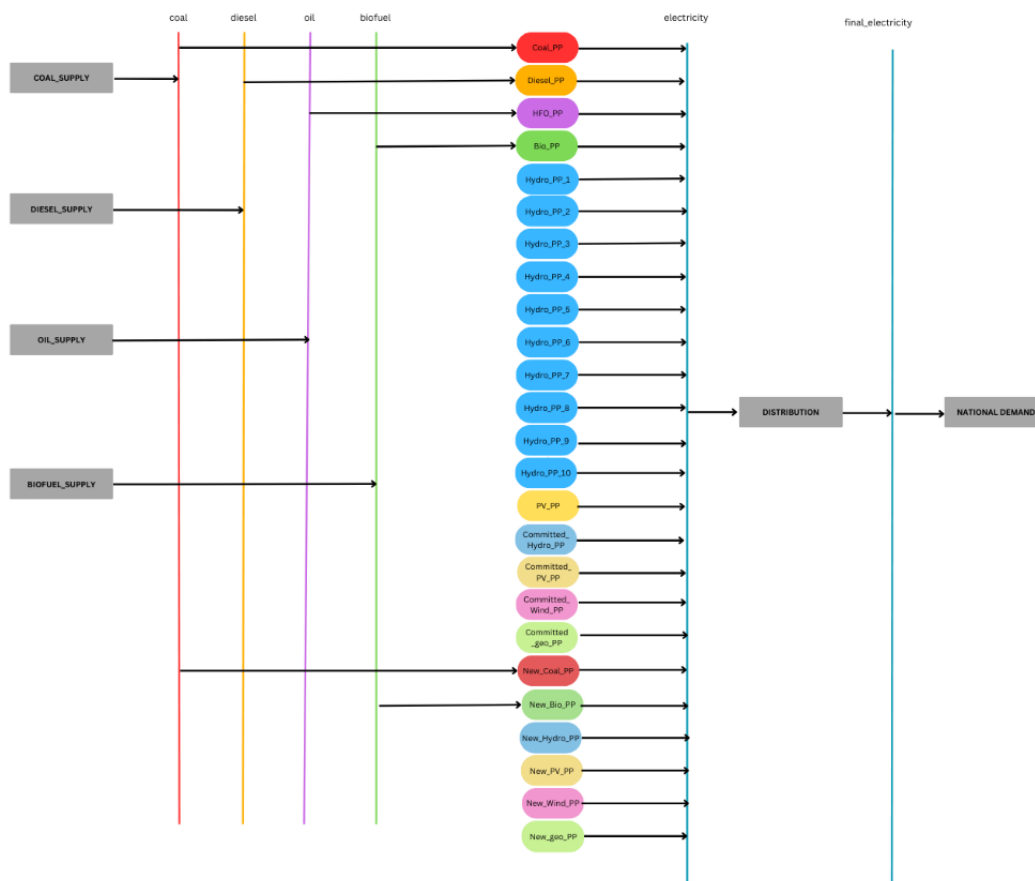 coal
diesel
oil
biofuel
electricity
final_electricity
Coal_PP
COAL_SUPPLY
Diesel_PP
HFO_PP
Bio_PP
Hydro_PP_1
DIESEL_SUPPLY
Hydro_PP_2
Hydro_PP_3
Hydro_PP_4
Hydro_PP_5
OIL_SUPPLY
Hydro_PP_6
Hydro_PP_7
Hydro_PP_8
DISTRIBUTION
NATIONAL DEMAND
Hydro_PP_9
Hydro_PP_10
BIOFUEL_SUPPLY
PV_PP
Committed_
Hydro_PP
Committed_
PV_PP
Committed_
Wind_PP
Committed
_geo_PP
New_Coal_PP
New_Bio_PP
New_Hydro_PP
New_PV_PP
New_Wind_PP
New_geo_PP